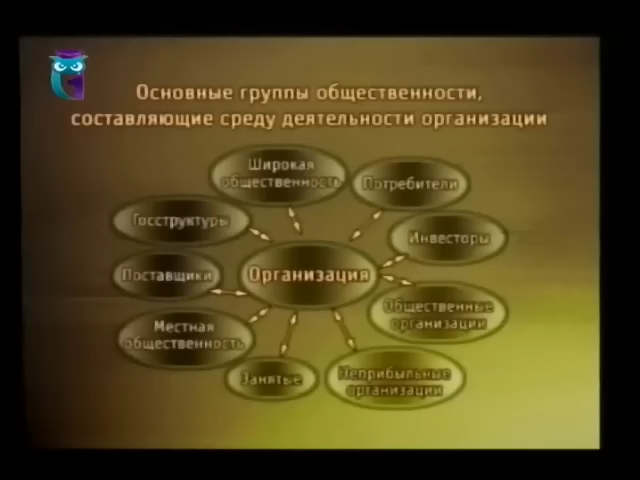 Основные группы общественности,
составляющие среду деятельности организации
Широкая
общественность
Потребители
Госструктуры
Инвесторы
Поставщики
Организация
Общественные
организации
Местная
общественность
Занятые
Неприбыльные
организации